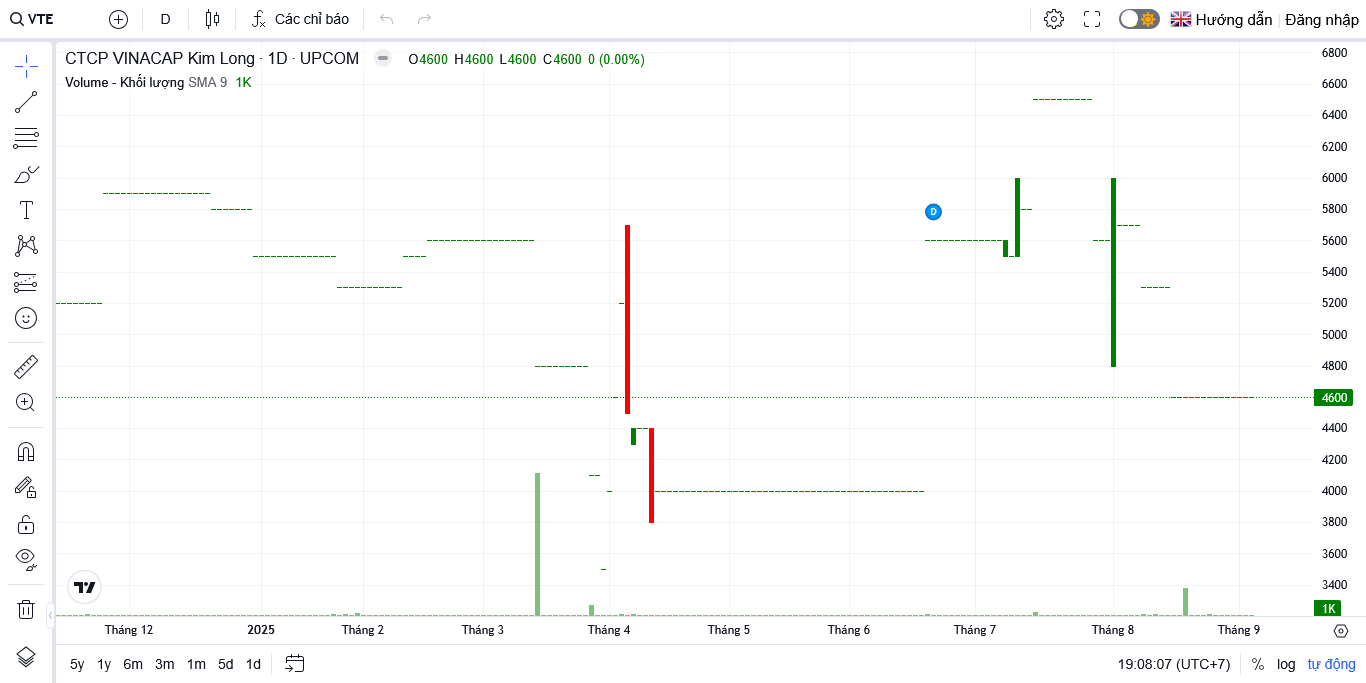 VTE D Các chỉ báo Hướng dẫn Đăng nhập
CTCP VINACAP Kim Long · 1D · UPCOM O4600 H4600 L4600 C4600 0 (0.00%)
Volume - Khối lượng SMA 9 1K
6800
6600
6400
6200
6000
5800
D
5600
5400
5200
5000
4800
4600
4400
4200
4000
3800
3600
3400
1K
Tháng 12 2025 Tháng 2 Tháng 3 Tháng 4 Tháng 5 Tháng 6 Tháng 7 Tháng 8 Tháng 9
5y 1y 6m 3m 1m 5d 1d 19:08:07 (UTC+7) % log tự động